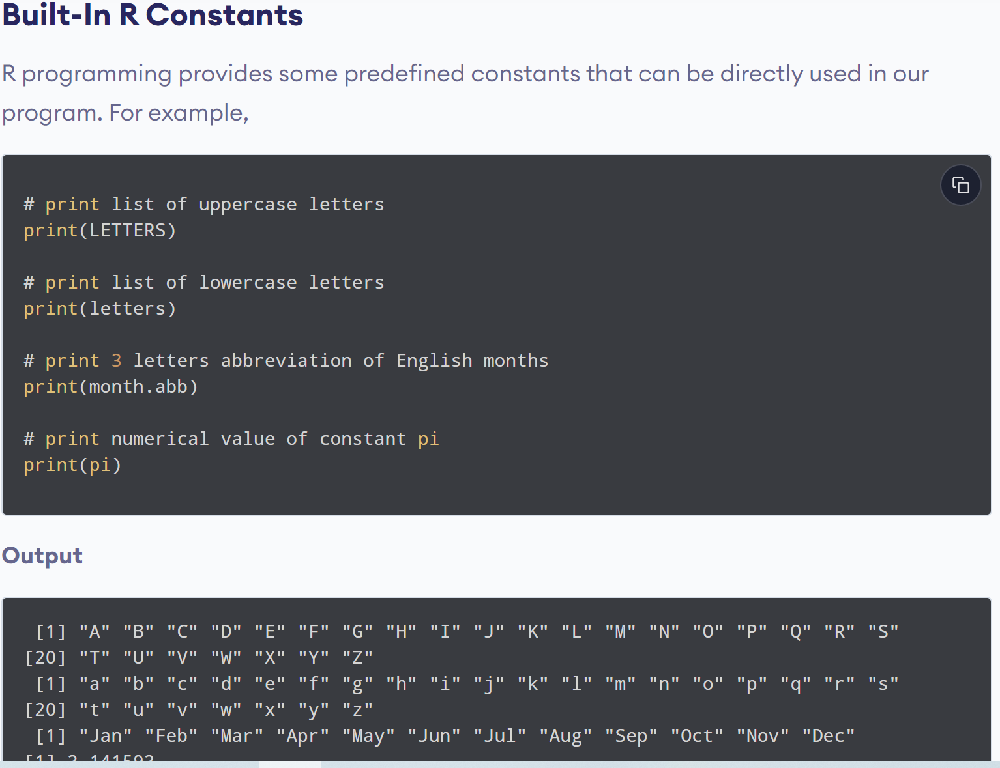 Built-In R Constants
R programming provides some predefined constants that can be directly used in our
program. For example,
# print list of uppercase letters
print(LETTERS)
# print list of lowercase letters
print(letters)
# print 3 letters abbreviation of English months
print(month.abb)
# print numerical value of constant pi
print(pi)
Output
[1] "A" "B" "C" "D" "E" "F" "G" "H" "I" "J" "K" "L" "M" "N" "O" "P" "Q" "R" "S"
[20] "T" "U" "V" "W" "X" "Y" "Z"
[1] "a" "b" "c" "d" "e" "f" "g" "h" "i" "j" "k" "l" "m" "n" "o" "p" "q" "r" "s"
[20] "t" "u" "v" "w" "x" "y" "z"
[1] "Jan" "Feb" "Mar" "Apr" "May" "Jun" "Jul" "Aug" "Sep" "Oct" "Nov" "Dec"
[1] 3.141593